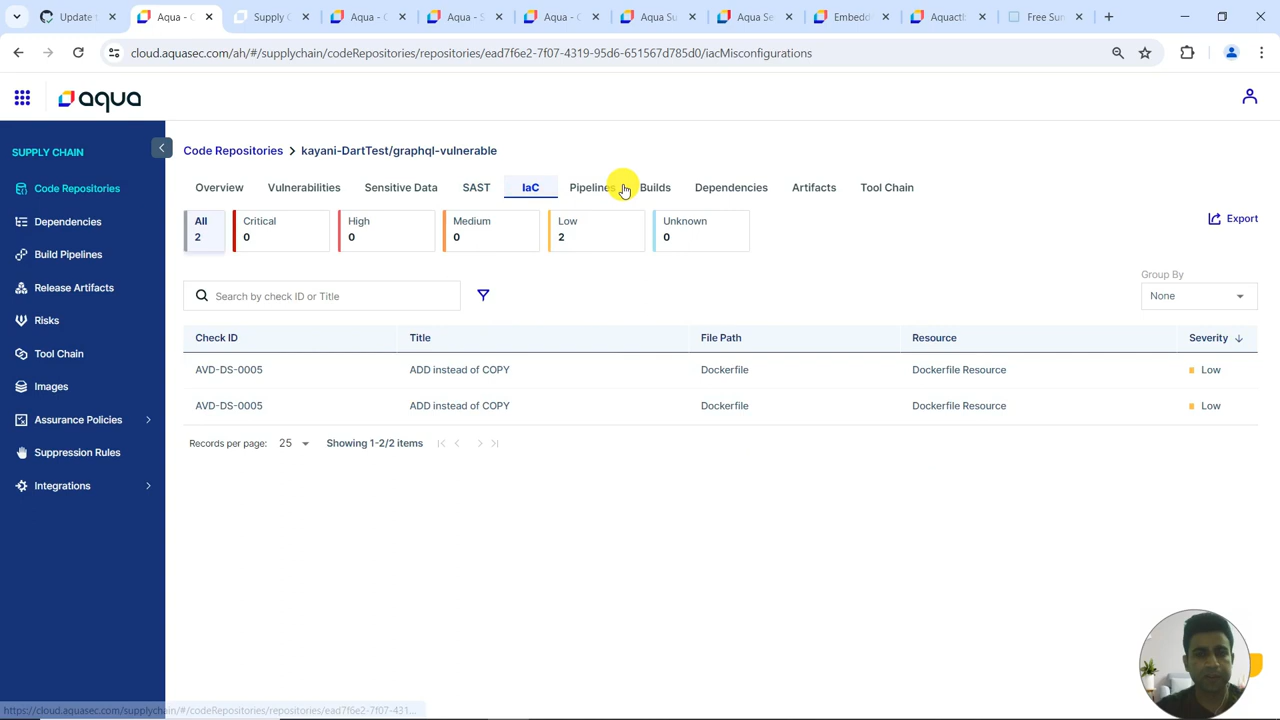 Update t
Aqua - C
Supply C
Aqua - C
Aqua - S
Aqua -
Aqua Su
Aqua Se
Embedd
Aquact
Free Sun
cloud.aquasec.com/ah/#/supplychain/codeRepositories/repositories/ead7f6e2-7f07-4319-95d6-651567d785d0/iacMisconfigurations
aqua
SUPPLY CHAIN
Code Repositories
Dependencies
Build Pipelines
Release Artifacts
Risks
Tool Chain
Images
Assurance Policies
Suppression Rules
Integrations
Code Repositories > kayani-DartTest/graphql-vulnerable
Overview Vulnerabilities Sensitive Data SAST IaC Pipelines Builds Dependencies Artifacts Tool Chain
All Critical High Medium Low Unknown
2 0 0 0 2 0
Export
Group By
Search by check ID or Title
None
Check ID Title File Path Resource Severity
AVD-DS-0005 ADD instead of COPY Dockerfile Dockerfile Resource Low
AVD-DS-0005 ADD instead of COPY Dockerfile Dockerfile Resource Low
Records per page: 25 Showing 1-2/2 items
https://cloud.aquasec.com/supplychain/#/codeRepositories/repositories/ead7f6e2-7f07-431...